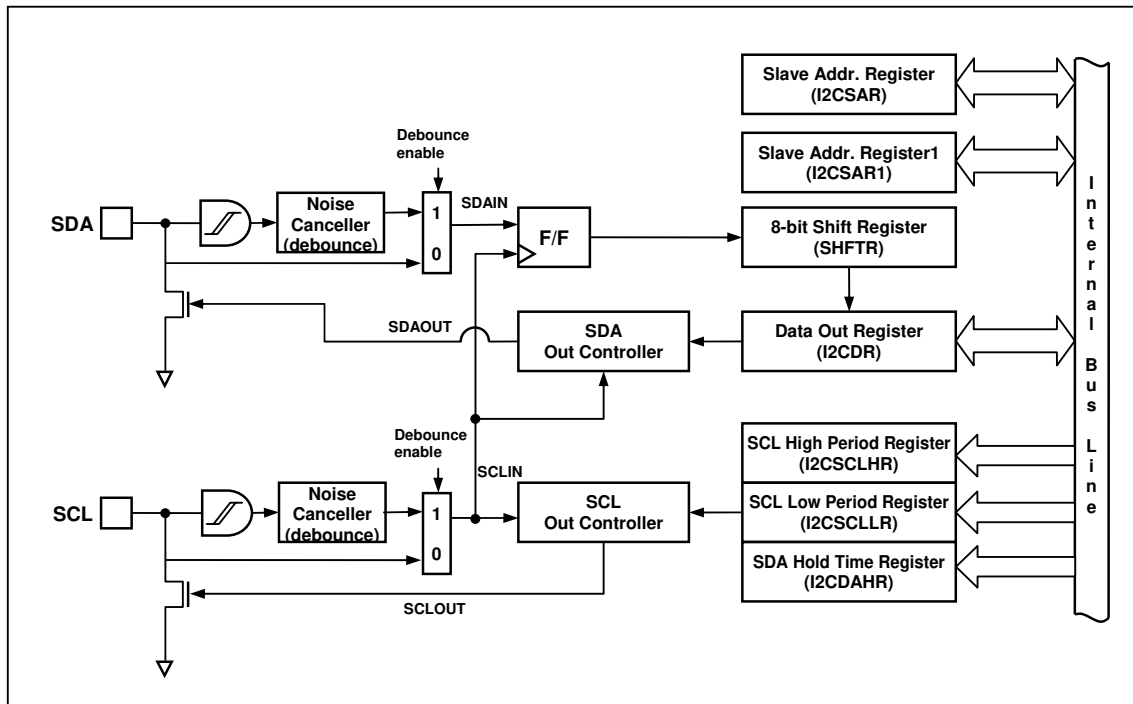 Slave Addr. Register
(I2CSAR)
Slave Addr. Register1
(I2CSAR1)
Debounce
enable
SDA
Noise
Canceller
(debounce)
1
0
SDAIN
F/F
8-bit Shift Register
(SHFTR)
SDAOUT
SDA
Out Controller
Data Out Register
(I2CDR)
Internal Bus Line
Debounce
enable
SCL
Noise
Canceller
(debounce)
1
0
SCLIN
SCL
Out Controller
SCL High Period Register
(I2CSCLHR)
SCL Low Period Register
(I2CSCLLR)
SDA Hold Time Register
(I2CDAHR)
SCLOUT